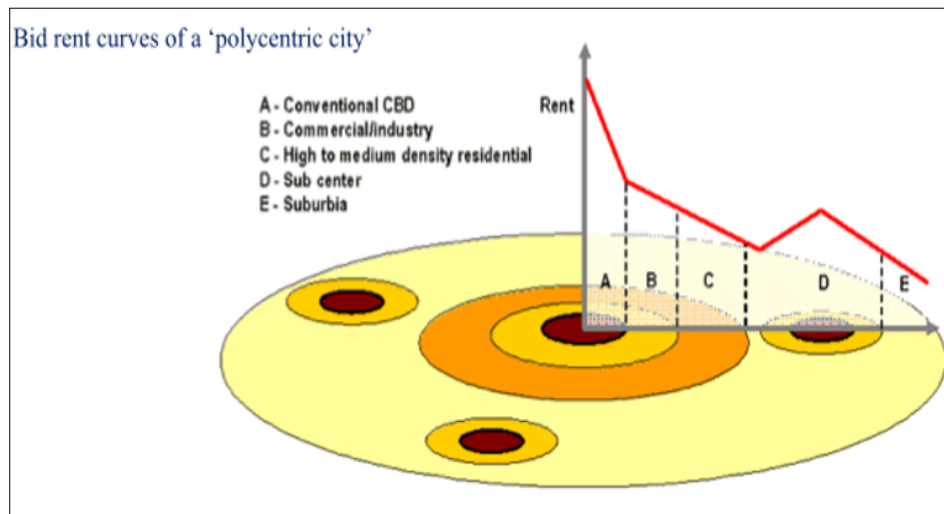 Bid rent curves of a ‘polycentric city’
A - Conventional CBD
B - Commercial/industry
C - High to medium density residential
D - Sub center
E - Suburbia
Rent
A B C D E